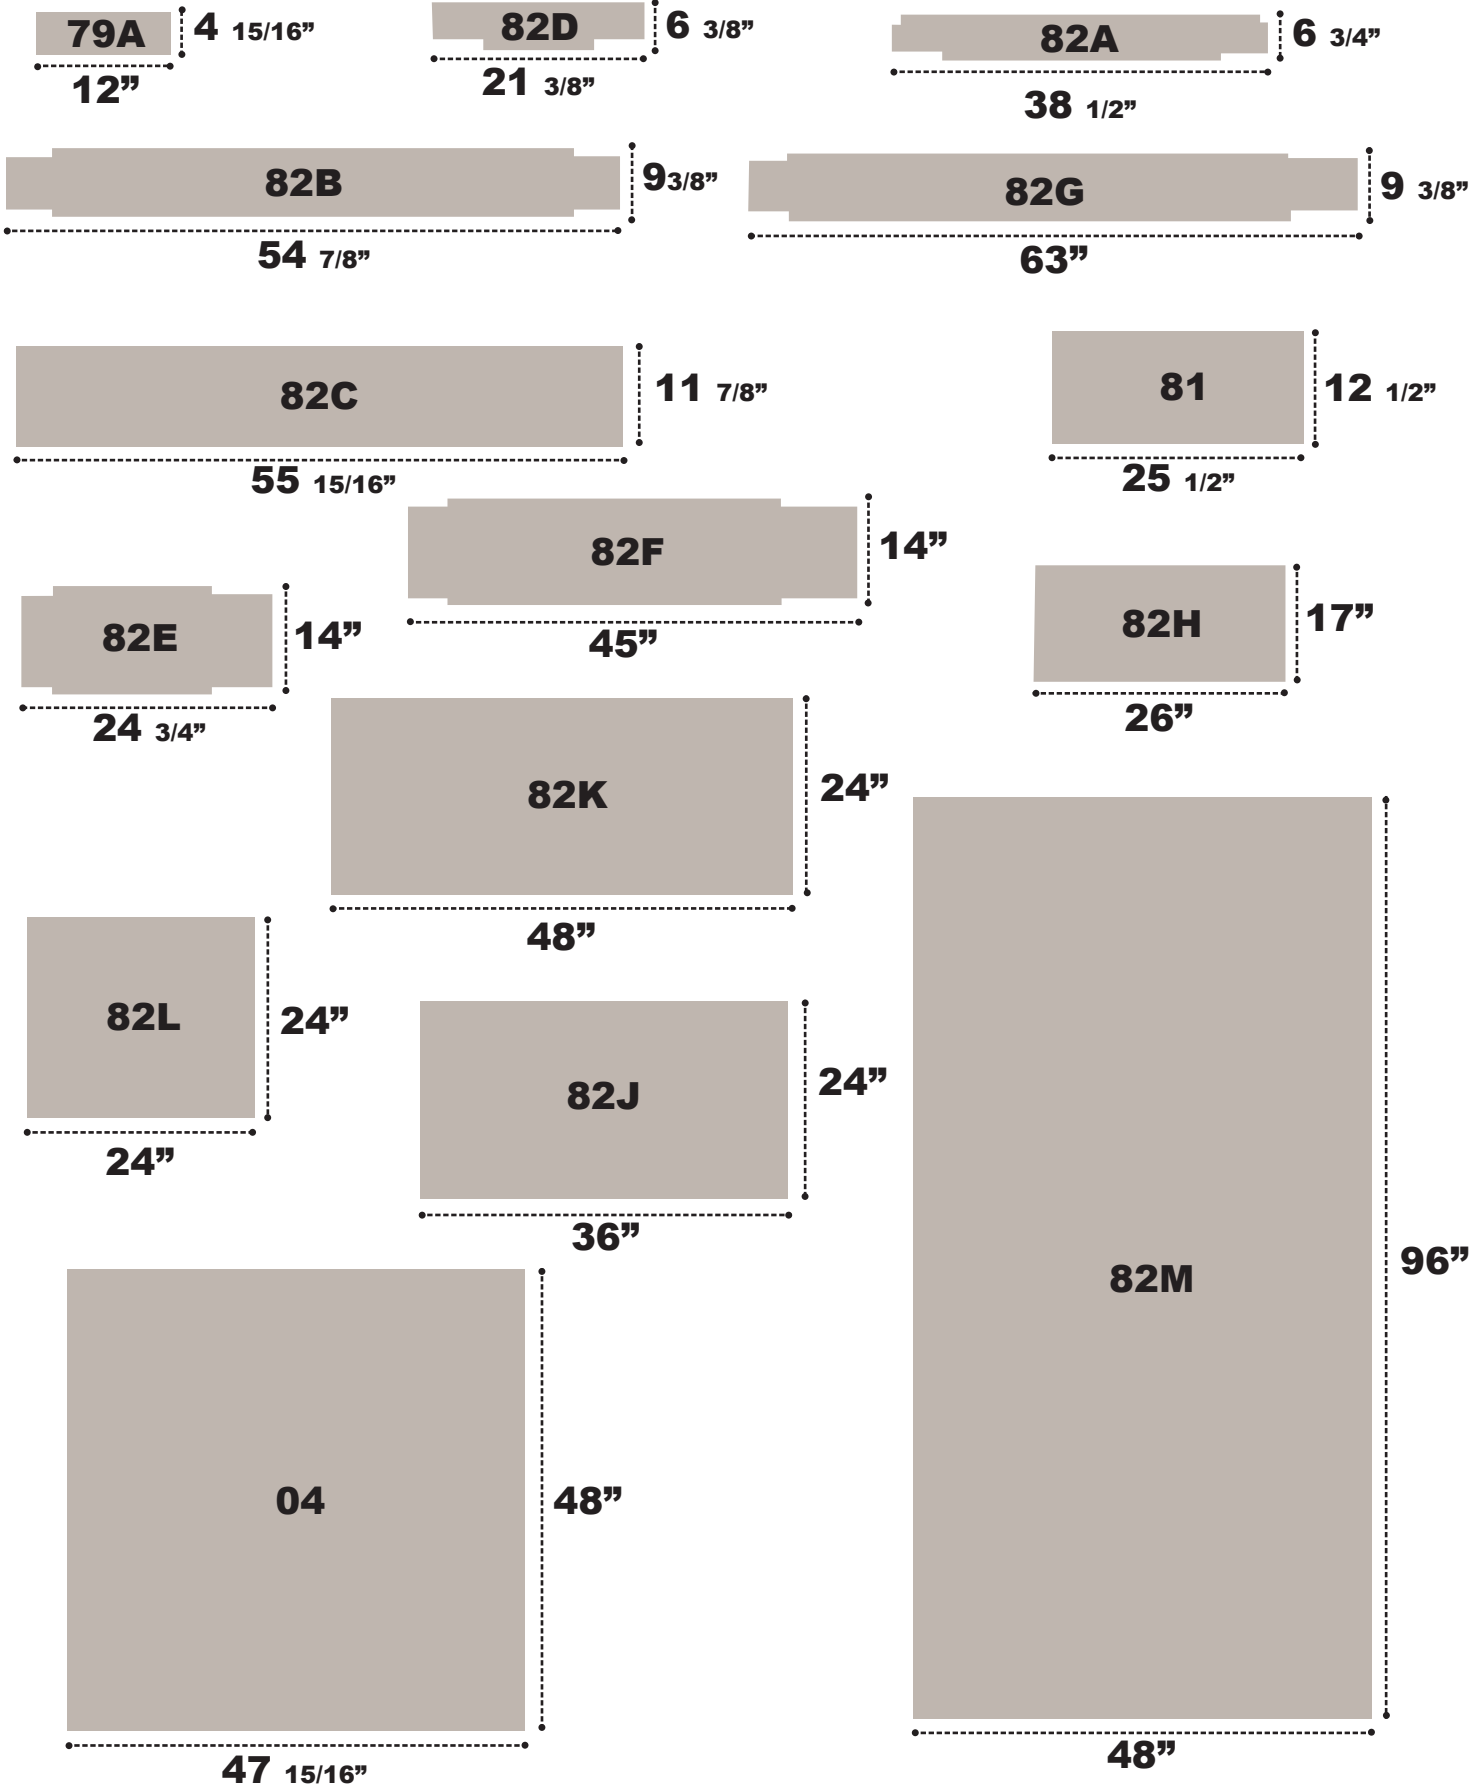 79A
4 15/16”
12”
82D
6 3/8”
21 3/8”
82A
6 3/4”
38 1/2”
82B
93/8”
54 7/8”
82G
9 3/8”
63”
82C
11 7/8”
55 15/16”
81
12 1/2”
25 1/2”
82F
14”
45”
82E
14”
24 3/4”
82H
17”
26”
82K
24”
48”
82L
24”
24”
82J
24”
36”
82M
96”
48”
04
48”
47 15/16”